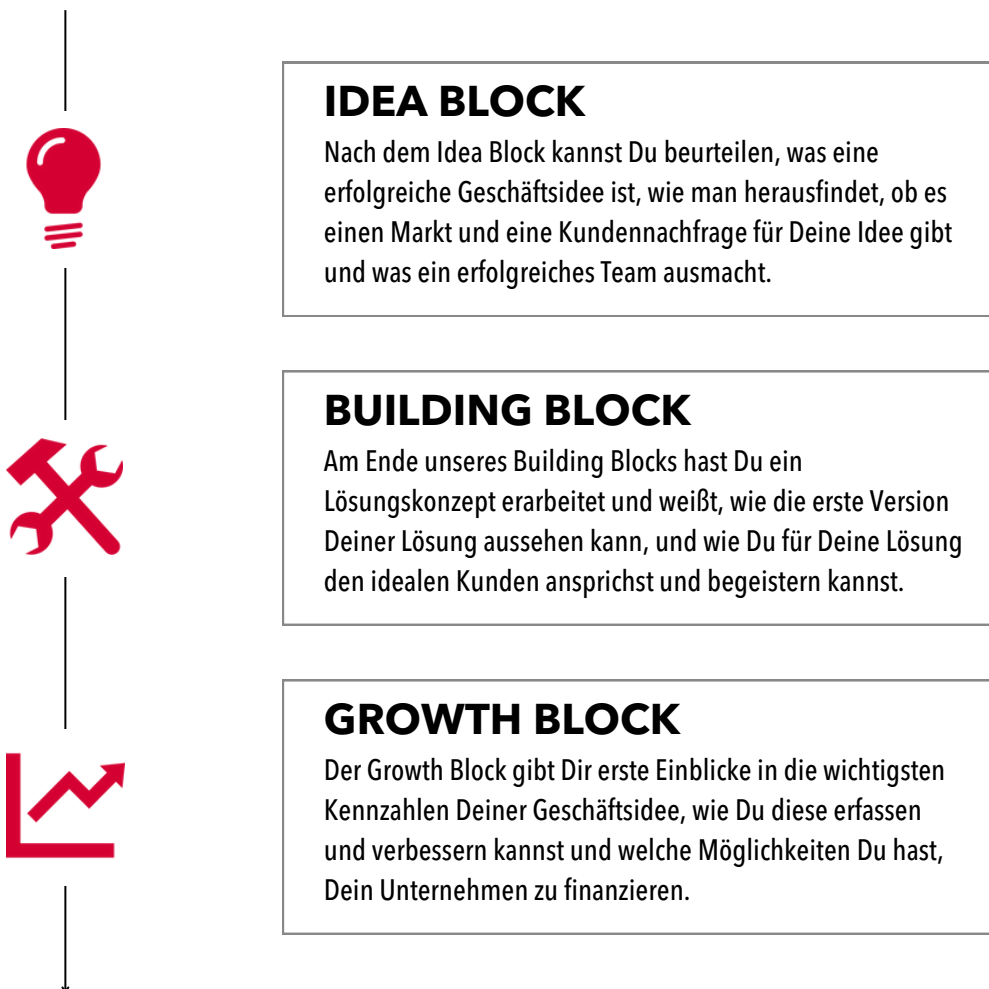 IDEA BLOCK
Nach dem Idea Block kannst Du beurteilen, was eine
erfolgreiche Geschäftsidee ist, wie man herausfindet, ob es
einen Markt und eine Kundennachfrage für Deine Idee gibt
und was ein erfolgreiches Team ausmacht.
BUILDING BLOCK
Am Ende unseres Building Blocks hast Du ein
Lösungskonzept erarbeitet und weißt, wie die erste Version
Deiner Lösung aussehen kann, und wie Du für Deine Lösung
den idealen Kunden ansprichst und begeistern kannst.
GROWTH BLOCK
Der Growth Block gibt Dir erste Einblicke in die wichtigsten
Kennzahlen Deiner Geschäftsidee, wie Du diese erfassen
und verbessern kannst und welche Möglichkeiten Du hast,
Dein Unternehmen zu finanzieren.